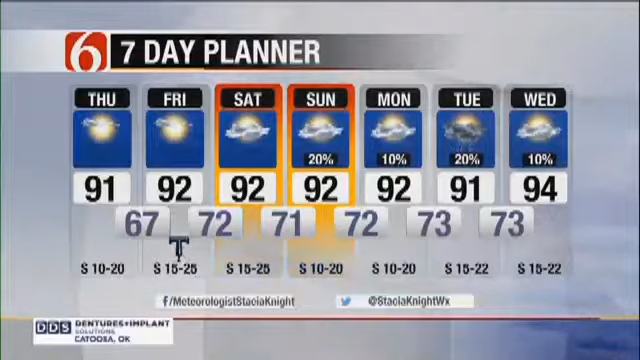 6 7 DAY PLANNER
THU FRI SAT SUN MON TUE WED
20% 10% 20% 10%
91 92 92 92 92 91 94
67 72 71 72 73 73
T
S 10-20 S 15-25 S 15-25 S 10-20 S 10-20 S 15-22 S 15-22
f/MeteorologistStaciaKnight @StaciaKnightWx
DDS DENTURES+IMPLANT
SOLUTIONS
CATOOSA, OK